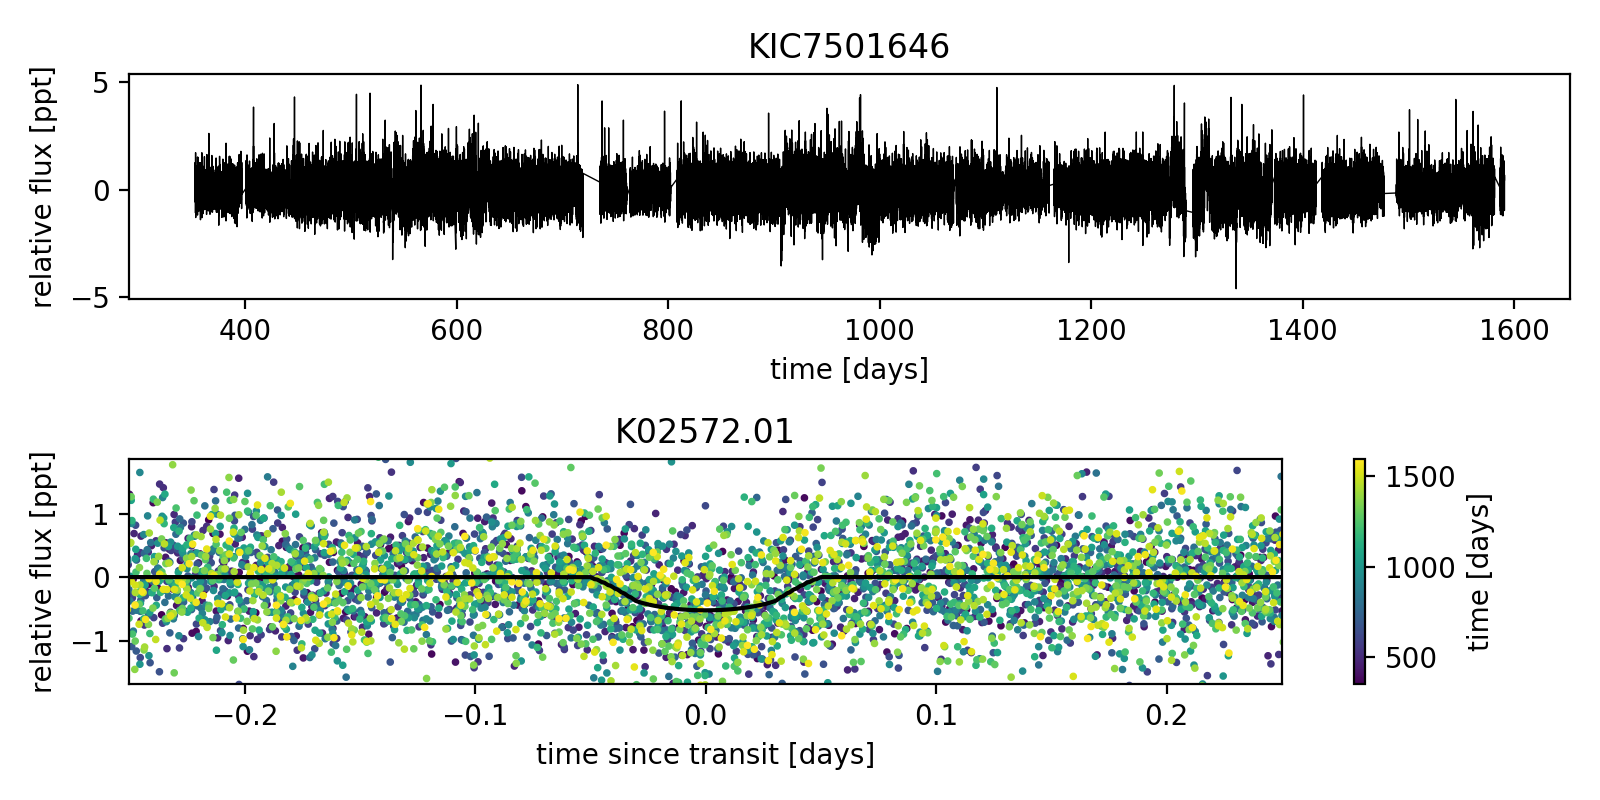 KIC7501646
relative flux [ppt]
5
0
−5
400 600 800 1000 1200 1400 1600
time [days]
K02572.01
relative flux [ppt]
1
0
−1
−0.2 −0.1 0.0 0.1 0.2
time since transit [days]
1500
1000
500
time [days]